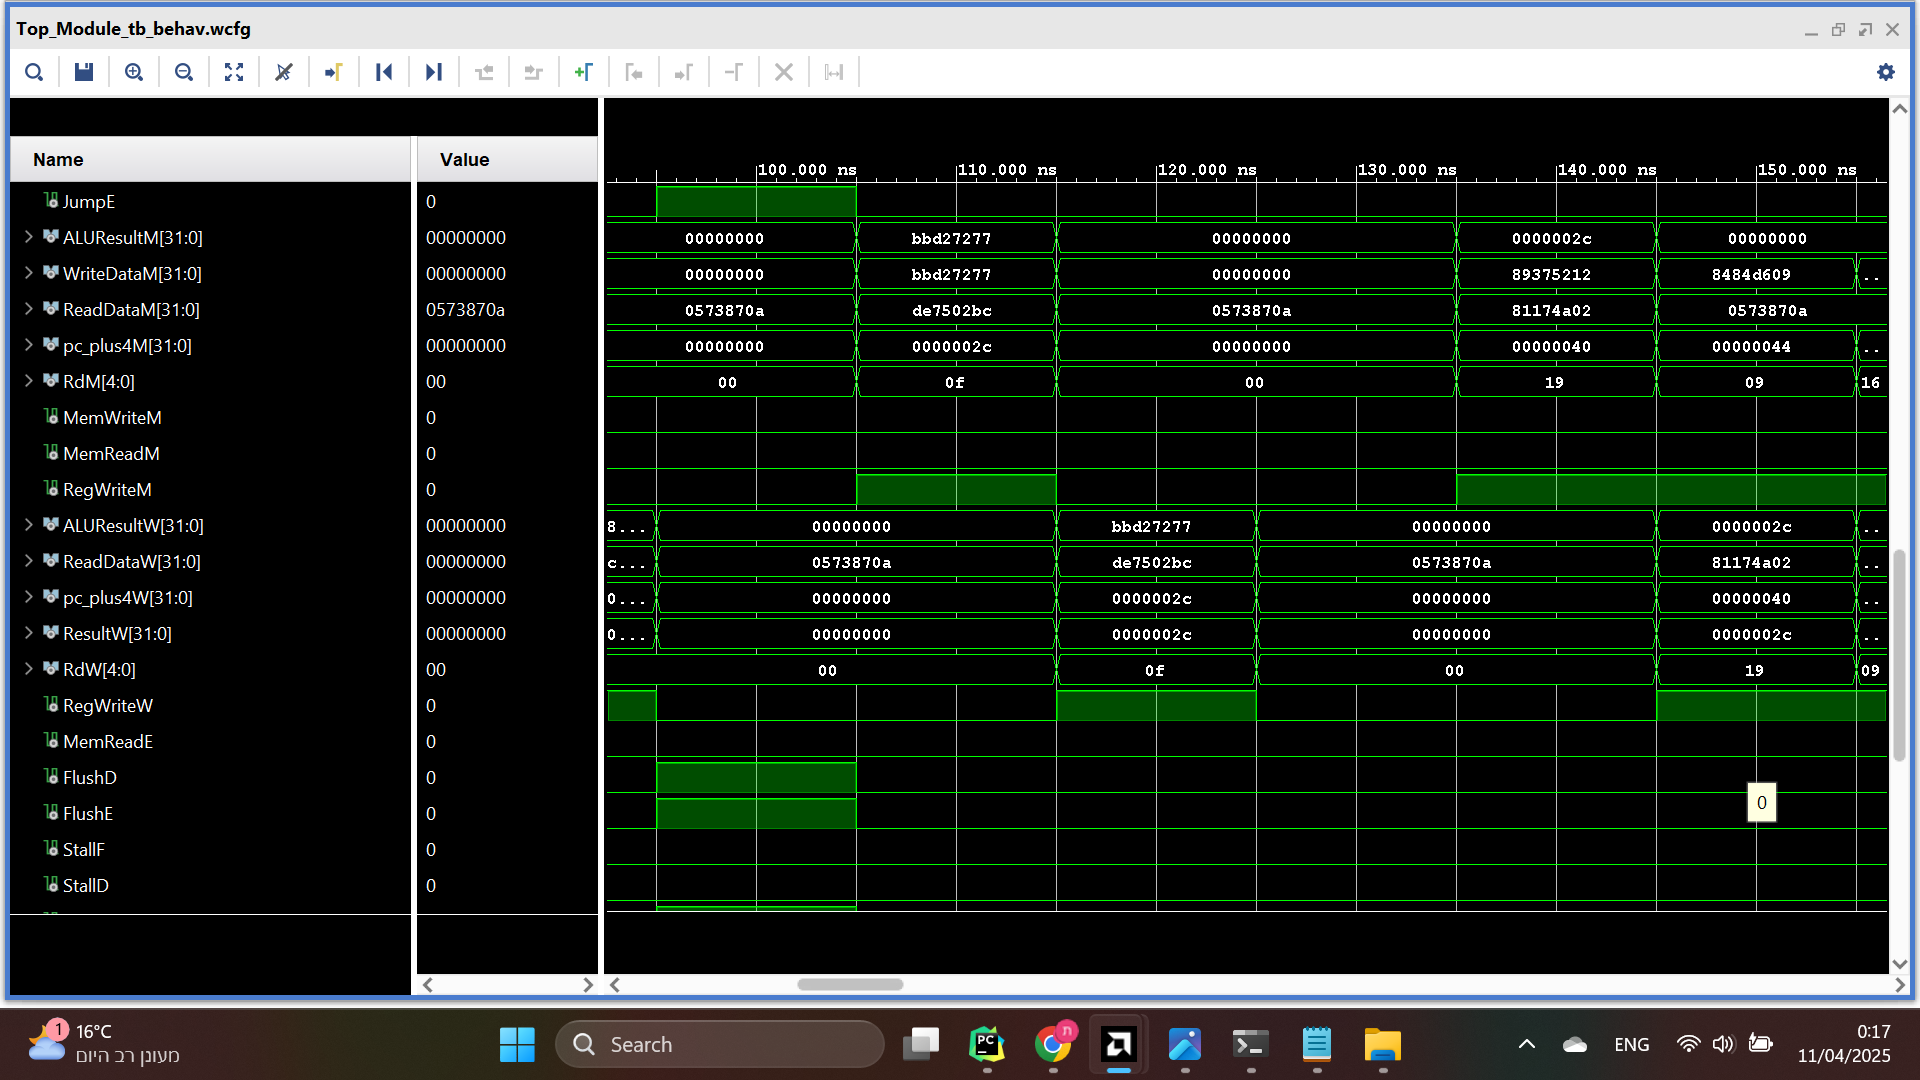 Top_Module_tb_behav.wcfg
Name Value
100.000 ns 110.000 ns 120.000 ns 130.000 ns 140.000 ns 150.000 ns
JumpE 0
ALUResultM[31:0] 00000000 00000000 bbd27277 00000000 0000002c 00000000
WriteDataM[31:0] 00000000 00000000 bbd27277 00000000 89375212 8484d609 ..
ReadDataM[31:0] 0573870a 0573870a de7502bc 0573870a 81174a02 0573870a
pc_plus4M[31:0] 00000000 00000000 0000002c 00000000 00000040 00000044 ..
RdM[4:0] 00 00 0f 00 19 09 16
MemWriteM 0
MemReadM 0
RegWriteM 0
ALUResultW[31:0] 00000000 8... 00000000 bbd27277 00000000 0000002c ..
ReadDataW[31:0] 00000000 c... 0573870a de7502bc 0573870a 81174a02 ..
pc_plus4W[31:0] 00000000 0... 00000000 0000002c 00000000 00000040 ..
ResultW[31:0] 00000000 0... 00000000 0000002c 00000000 0000002c ..
RdW[4:0] 00 00 0f 00 19 09
RegWriteW 0
MemReadE 0
FlushD 0
FlushE 0
0
StallF 0
StallD 0
1 16°C
מעונן רב היום
Search
PC
ת
ENG
0:17
11/04/2025